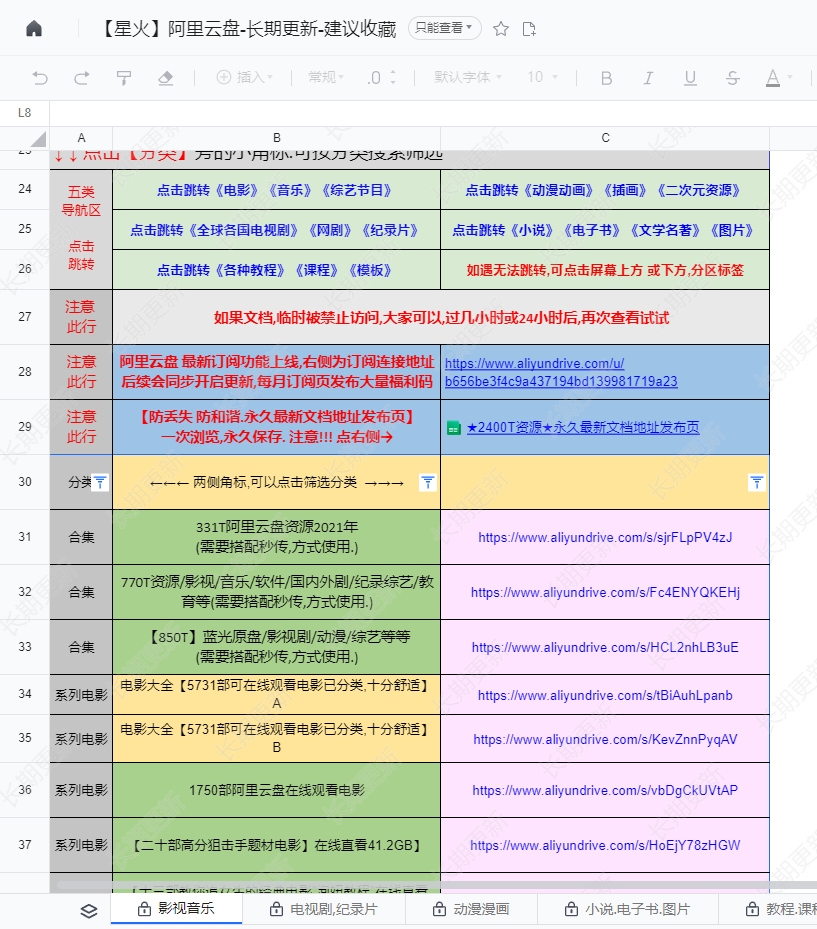 【星火】阿里云盘-长期更新-建议收藏 只能查看
插入 常规 .0 默认字体 10 B I U S A
L8
A B C
23 ↓↓点击【分类】旁的小角标.可按分类搜索筛选
五类
导航区
点击
跳转
24 点击跳转《电影》《音乐》《综艺节目》 点击跳转《动漫动画》《插画》《二次元资源》
25 点击跳转《全球各国电视剧》《网剧》《纪录片》 点击跳转《小说》《电子书》《文学名著》《图片》
26 点击跳转《各种教程》《课程》《模板》 如遇无法跳转,可点击屏幕上方 或下方,分区标签
27 注意
此行
如果文档,临时被禁止访问,大家可以,过几小时或24小时后,再次查看试试
28 注意
此行
阿里云盘 最新订阅功能上线,右侧为订阅连接地址
后续会同步开启更新,每月订阅页发布大量福利码
https://www.aliyundrive.com/u/
b656be3f4c9a437194bd139981719a23
29 注意
此行
【防丢失 防和谐.永久最新文档地址发布页】
一次浏览,永久保存. 注意!!! 点右侧→
★2400T资源★永久最新文档地址发布页
30 分类 ←←← 两侧角标,可以点击筛选分类 →→→
31 合集
331T阿里云盘资源2021年
(需要搭配秒传,方式使用.)
https://www.aliyundrive.com/s/sjrFLpPV4zJ
32 合集
770T资源/影视/音乐/软件/国内外剧/纪录综艺/教
育等(需要搭配秒传,方式使用.)
https://www.aliyundrive.com/s/Fc4ENYQKEHj
33 合集
【850T】蓝光原盘/影视剧/动漫/综艺等等
(需要搭配秒传,方式使用.)
https://www.aliyundrive.com/s/HCL2nhLB3uE
34 系列电影
电影大全【5731部可在线观看电影已分类,十分舒适】
A
https://www.aliyundrive.com/s/tBiAuhLpanb
35 系列电影
电影大全【5731部可在线观看电影已分类,十分舒适】
B
https://www.aliyundrive.com/s/KevZnnPyqAV
36 系列电影 1750部阿里云盘在线观看电影 https://www.aliyundrive.com/s/vbDgCkUVtAP
37 系列电影 【二十部高分狙击手题材电影】在线直看41.2GB】 https://www.aliyundrive.com/s/HoEjY78zHGW
影视音乐 电视剧,纪录片 动漫漫画 小说.电子书.图片 教程.课程
长期更新